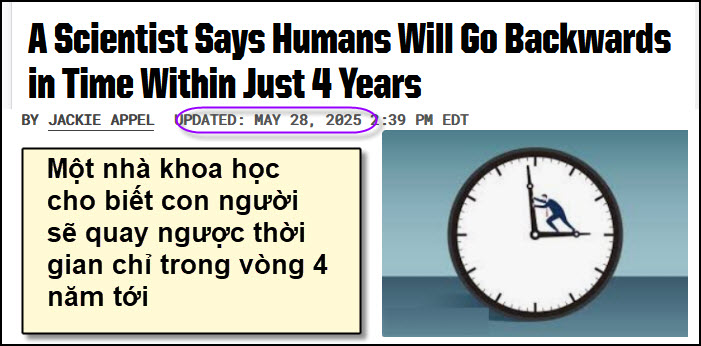 A Scientist Says Humans Will Go Backwards
in Time Within Just 4 Years
BY JACKIE APPEL UPDATED: MAY 28, 2025 2:39 PM EDT
Một nhà khoa học
cho biết con người
sẽ quay ngược thời
gian chỉ trong vòng 4
năm tới